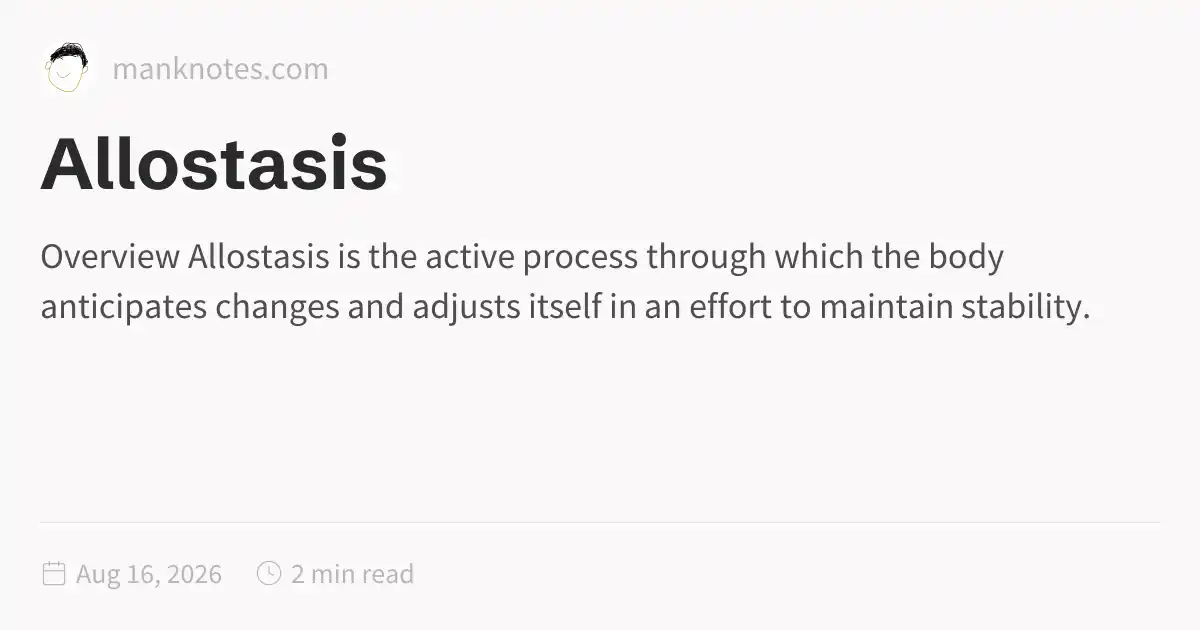 manknotes.com
Allostasis
Overview Allostasis is the active process through which the body
anticipates changes and adjusts itself in an effort to maintain stability.
Aug 16, 2026 2 min read